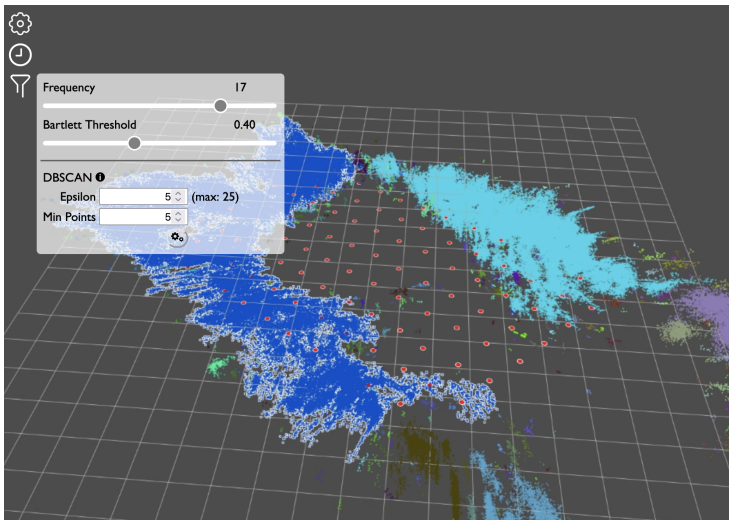 Frequency 17
Bartlett Threshold 0.40
DBSCAN
Epsilon 5 (max: 25)
Min Points 5